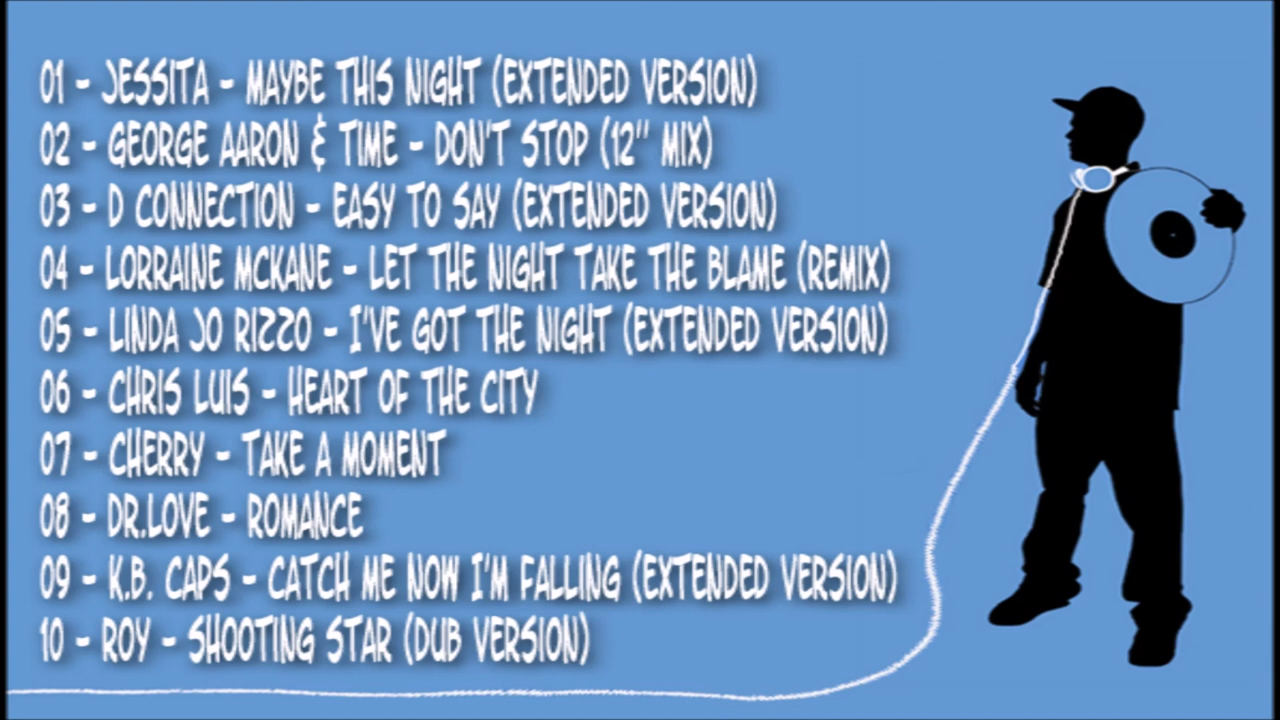 01 - JESSITA - MAYBE THIS NIGHT (EXTENDED VERSION)
02 - GEORGE AARON & TIME - DON'T STOP (12" MIX)
03 - D CONNECTION - EASY TO SAY (EXTENDED VERSION)
04 - LORRAINE MCKANE - LET THE NIGHT TAKE THE BLAME (REMIX)
05 - LINDA JO RIZZO - I'VE GOT THE NIGHT (EXTENDED VERSION)
06 - CHRIS LUIS - HEART OF THE CITY
07 - CHERRY - TAKE A MOMENT
08 - DR.LOVE - ROMANCE
09 - K.B. CAPS - CATCH ME NOW I'M FALLING (EXTENDED VERSION)
10 - ROY - SHOOTING STAR (DUB VERSION)